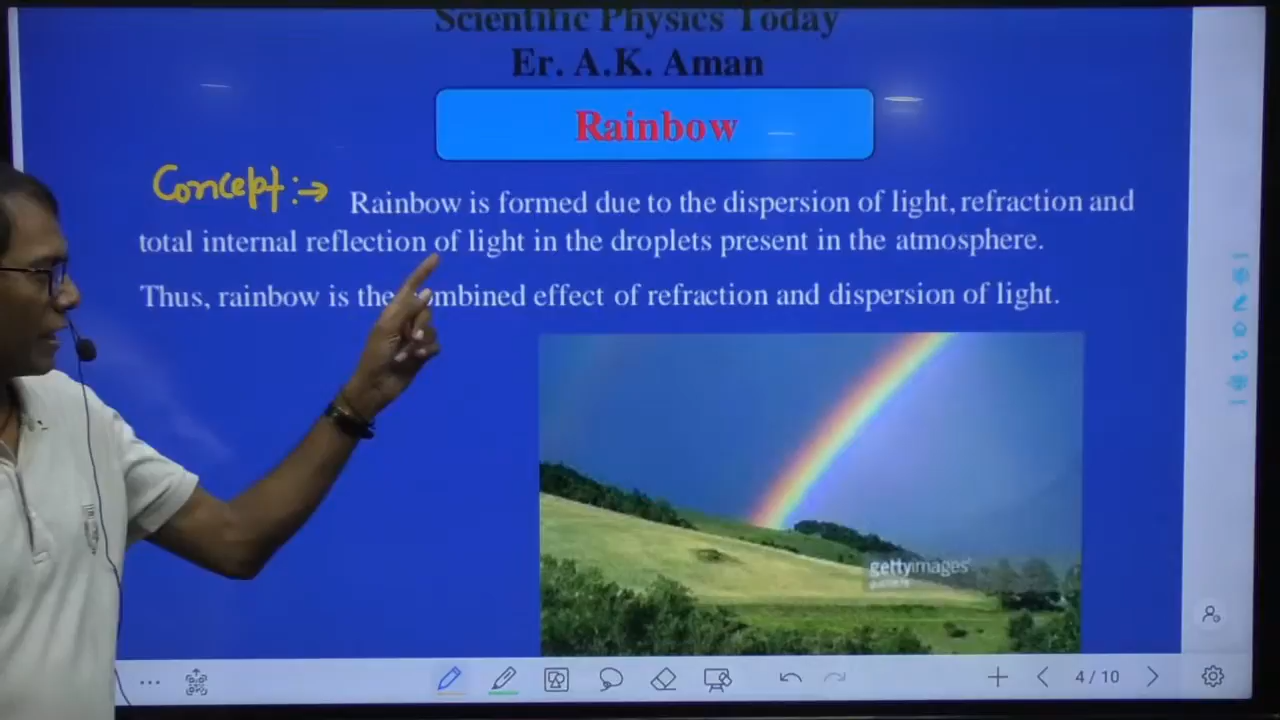 Scientific Physics Today
Er. A.K. Aman
Rainbow
Concept:→ Rainbow is formed due to the dispersion of light, refraction and
total internal reflection of light in the droplets present in the atmosphere.
Thus, rainbow is the combined effect of refraction and dispersion of light.
gettyimages
4 / 10